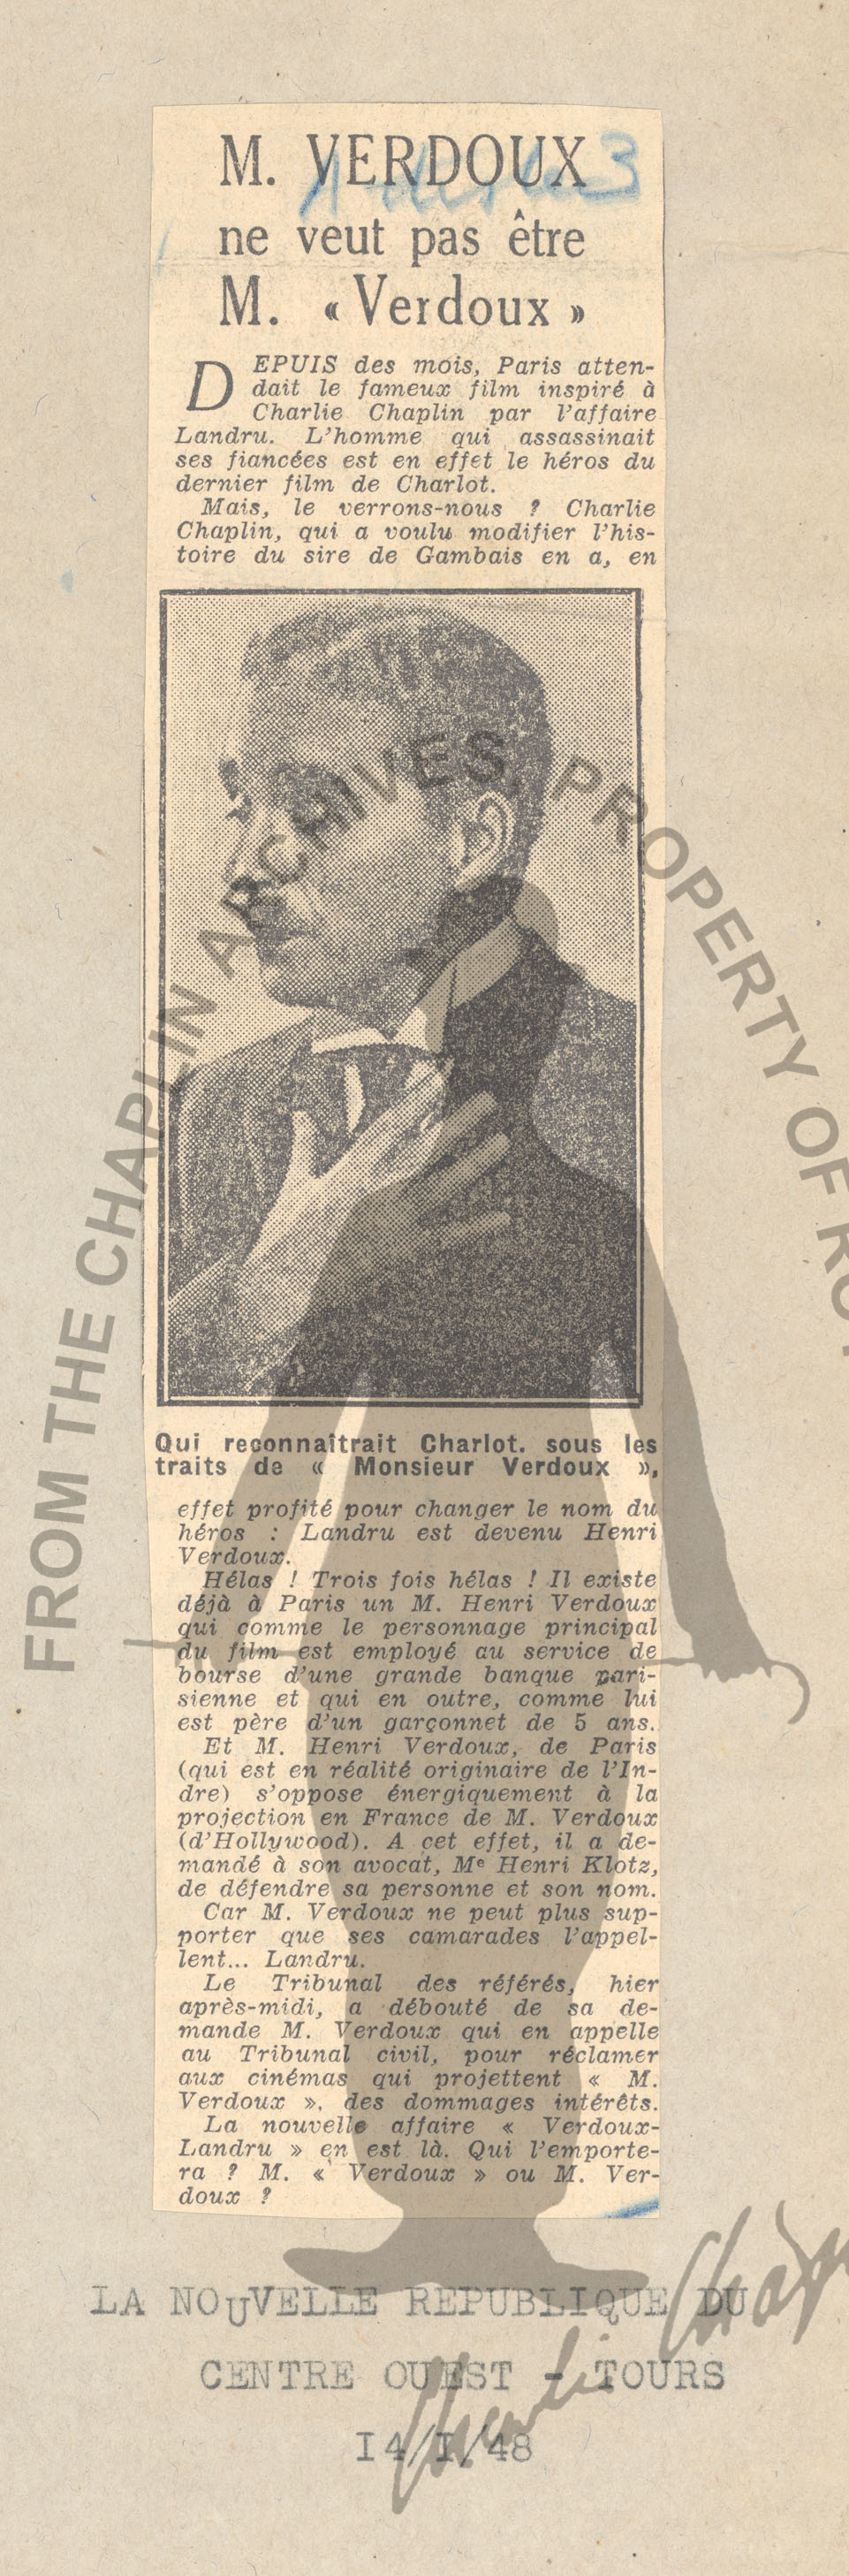 M. VERDOUX
ne veut pas être
M. « Verdoux »
DEPUIS des mois, Paris atten-
dait le fameux film inspiré à
Charlie Chaplin par l'affaire
Landru. L'homme qui assassinait
ses fiancées est en effet le héros du
dernier film de Charlot.
Mais, le verrons-nous ? Charlie
Chaplin, qui a voulu modifier l'his-
toire du sire de Gambais en a, en
Qui reconnaîtrait Charlot. sous les
traits de « Monsieur Verdoux »,
effet profité pour changer le nom du
héros : Landru est devenu Henri
Verdoux.
Hélas ! Trois fois hélas ! Il existe
déjà à Paris un M. Henri Verdoux
qui comme le personnage principal
du film est employé au service de
bourse d'une grande banque pari-
sienne et qui en outre, comme lui
est père d'un garçonnet de 5 ans.
Et M. Henri Verdoux, de Paris
(qui est en réalité originaire de l'In-
dre) s'oppose énergiquement à la
projection en France de M. Verdoux
(d'Hollywood). A cet effet, il a de-
mandé à son avocat, Me Henri Klotz,
de défendre sa personne et son nom.
Car M. Verdoux ne peut plus sup-
porter que ses camarades l'appel-
lent... Landru.
Le Tribunal des référés, hier
après-midi, a débouté de sa de-
mande M. Verdoux qui en appelle
au Tribunal civil, pour réclamer
aux cinémas qui projettent « M.
Verdoux », des dommages intérêts.
La nouvelle affaire « Verdoux-
Landru » en est là. Qui l'emporte-
ra ? M. « Verdoux » ou M. Ver-
doux ?
LA NOUVELLE REPUBLIQUE DU
CENTRE OUEST - TOURS
I4/I/48
FROM THE CHAPLIN ARCHIVES, PROPERTY OF
Charlie